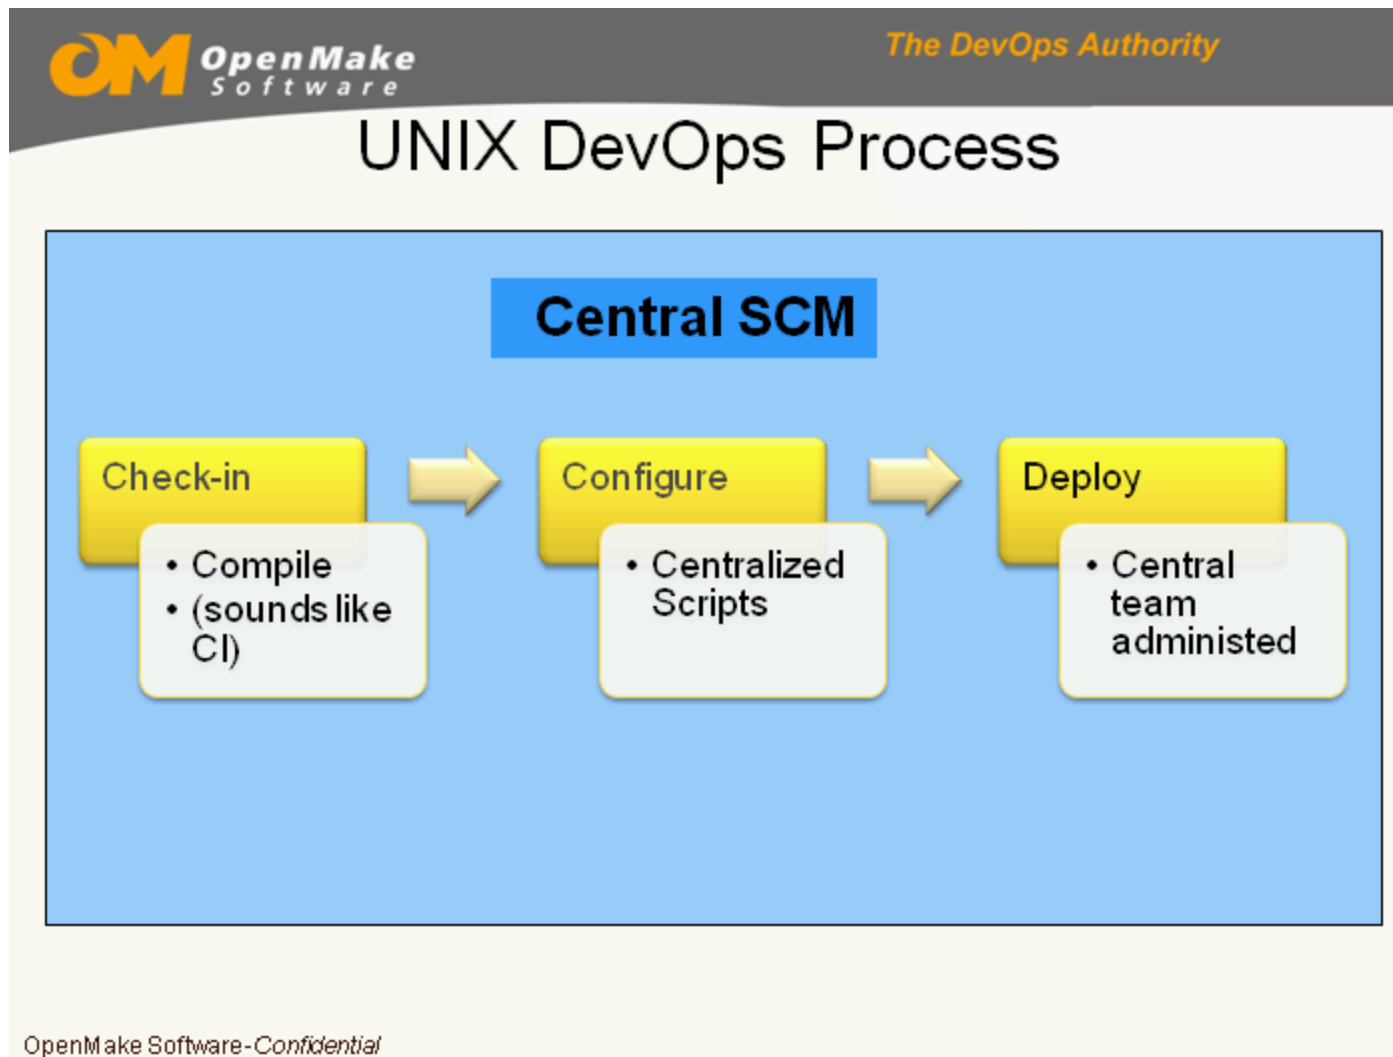 OM OpenMake
Software
The DevOps Authority
UNIX DevOps Process
Central SCM
Check-in
• Compile
• (sounds like
CI)
Configure
• Centralized
Scripts
Deploy
• Central
team
administed
OpenMake Software-Confidential